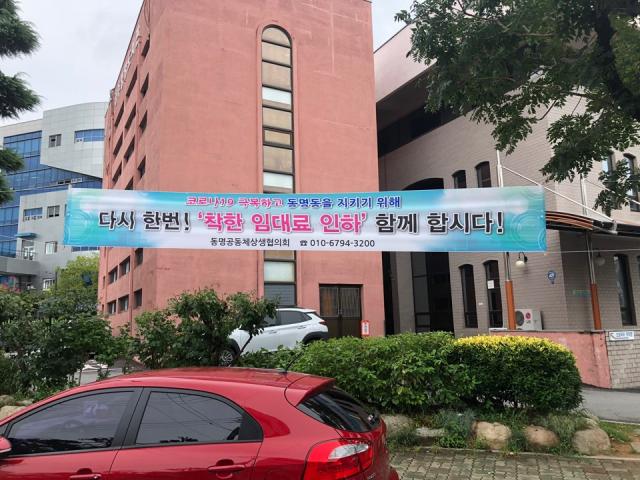 코로나19 극복하고 동명동을 지키기 위해
다시 한번! '착한 임대료 인하' 함께 합시다!
동명공동체상생협의회 ☎ 010-6794-3200